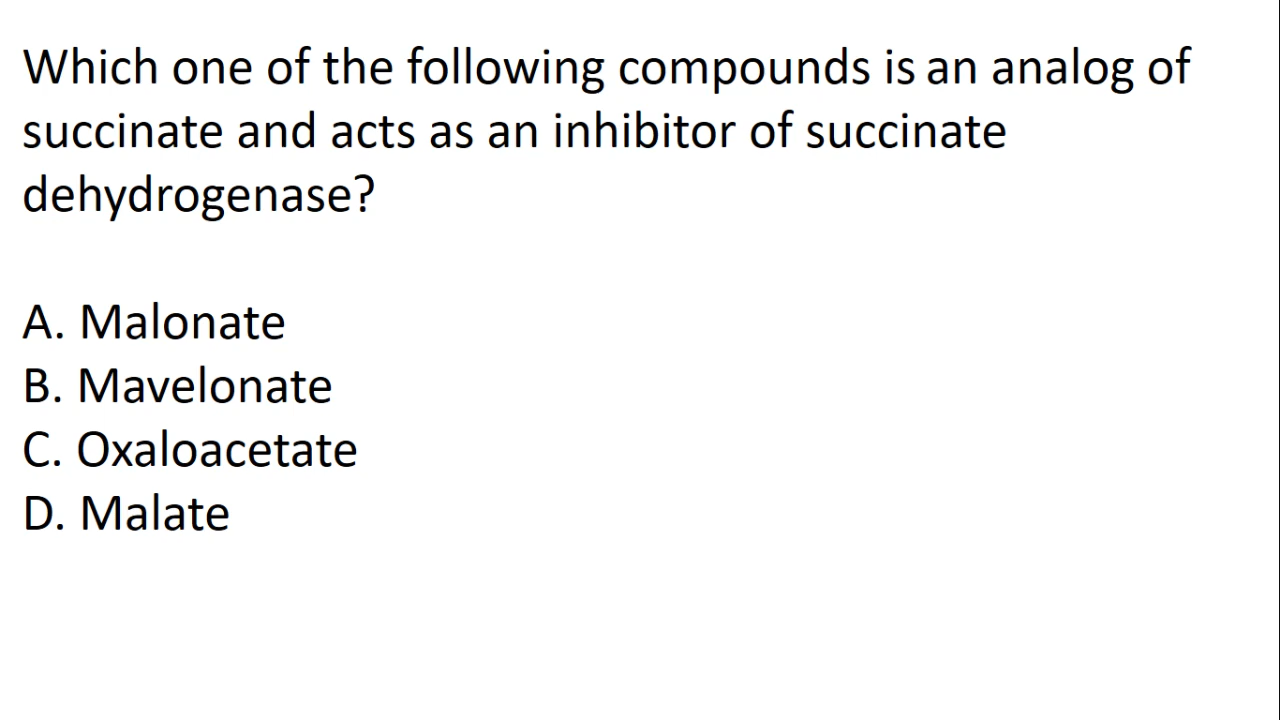 Which one of the following compounds is an analog of
succinate and acts as an inhibitor of succinate
dehydrogenase?
A. Malonate
B. Mavelonate
C. Oxaloacetate
D. Malate